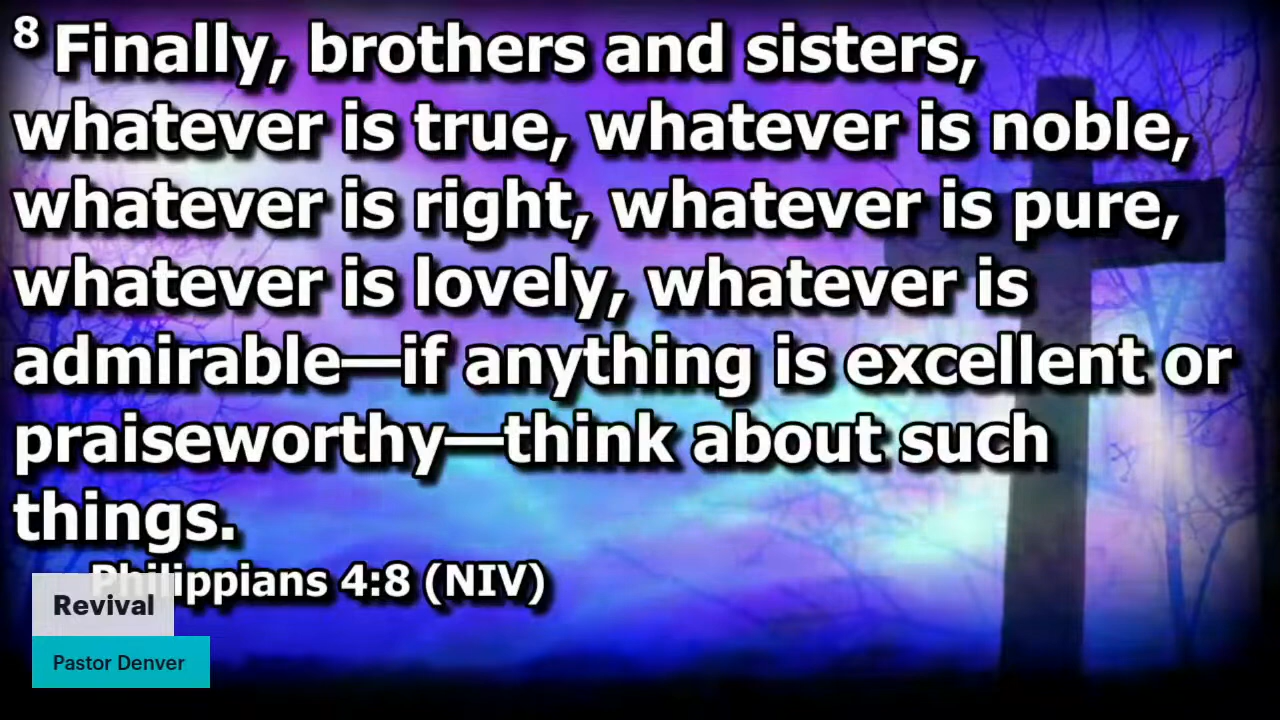 8 Finally, brothers and sisters,
whatever is true, whatever is noble,
whatever is right, whatever is pure,
whatever is lovely, whatever is
admirable—if anything is excellent or
praiseworthy—think about such
things.
Philippians 4:8 (NIV)
Revival
Pastor Denver